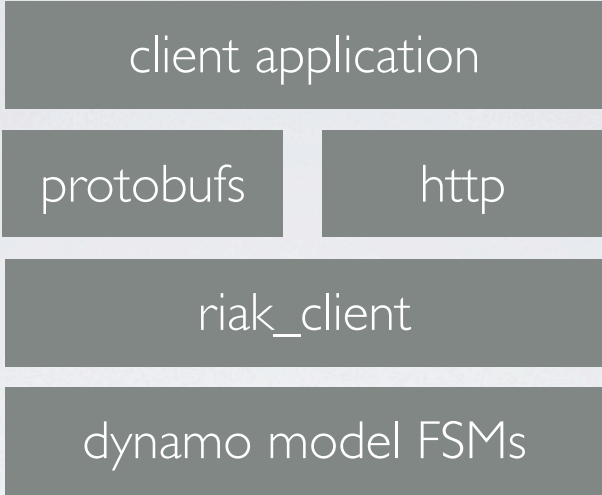 client application
protobufs
http
riak_client
dynamo model FSMs